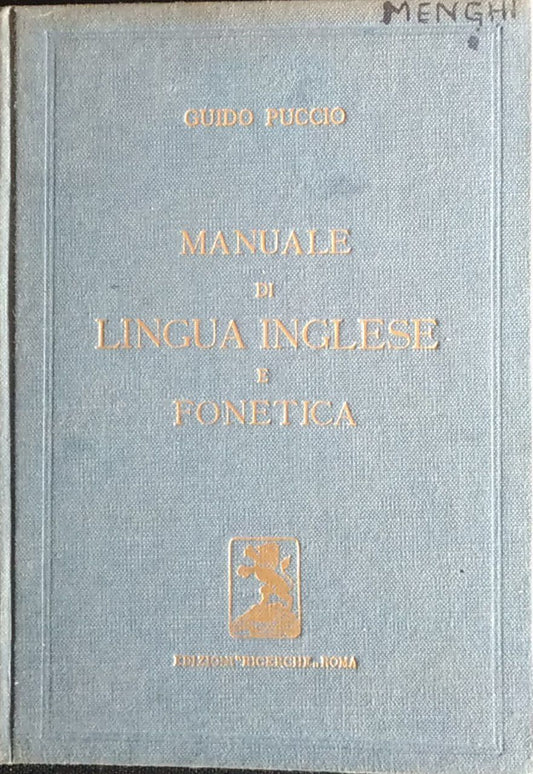 MENGHI
GUIDO PUCCIO
MANUALE
DI
LINGUA INGLESE
E
FONETICA
EDIZIONI "RICERCHE" ROMA